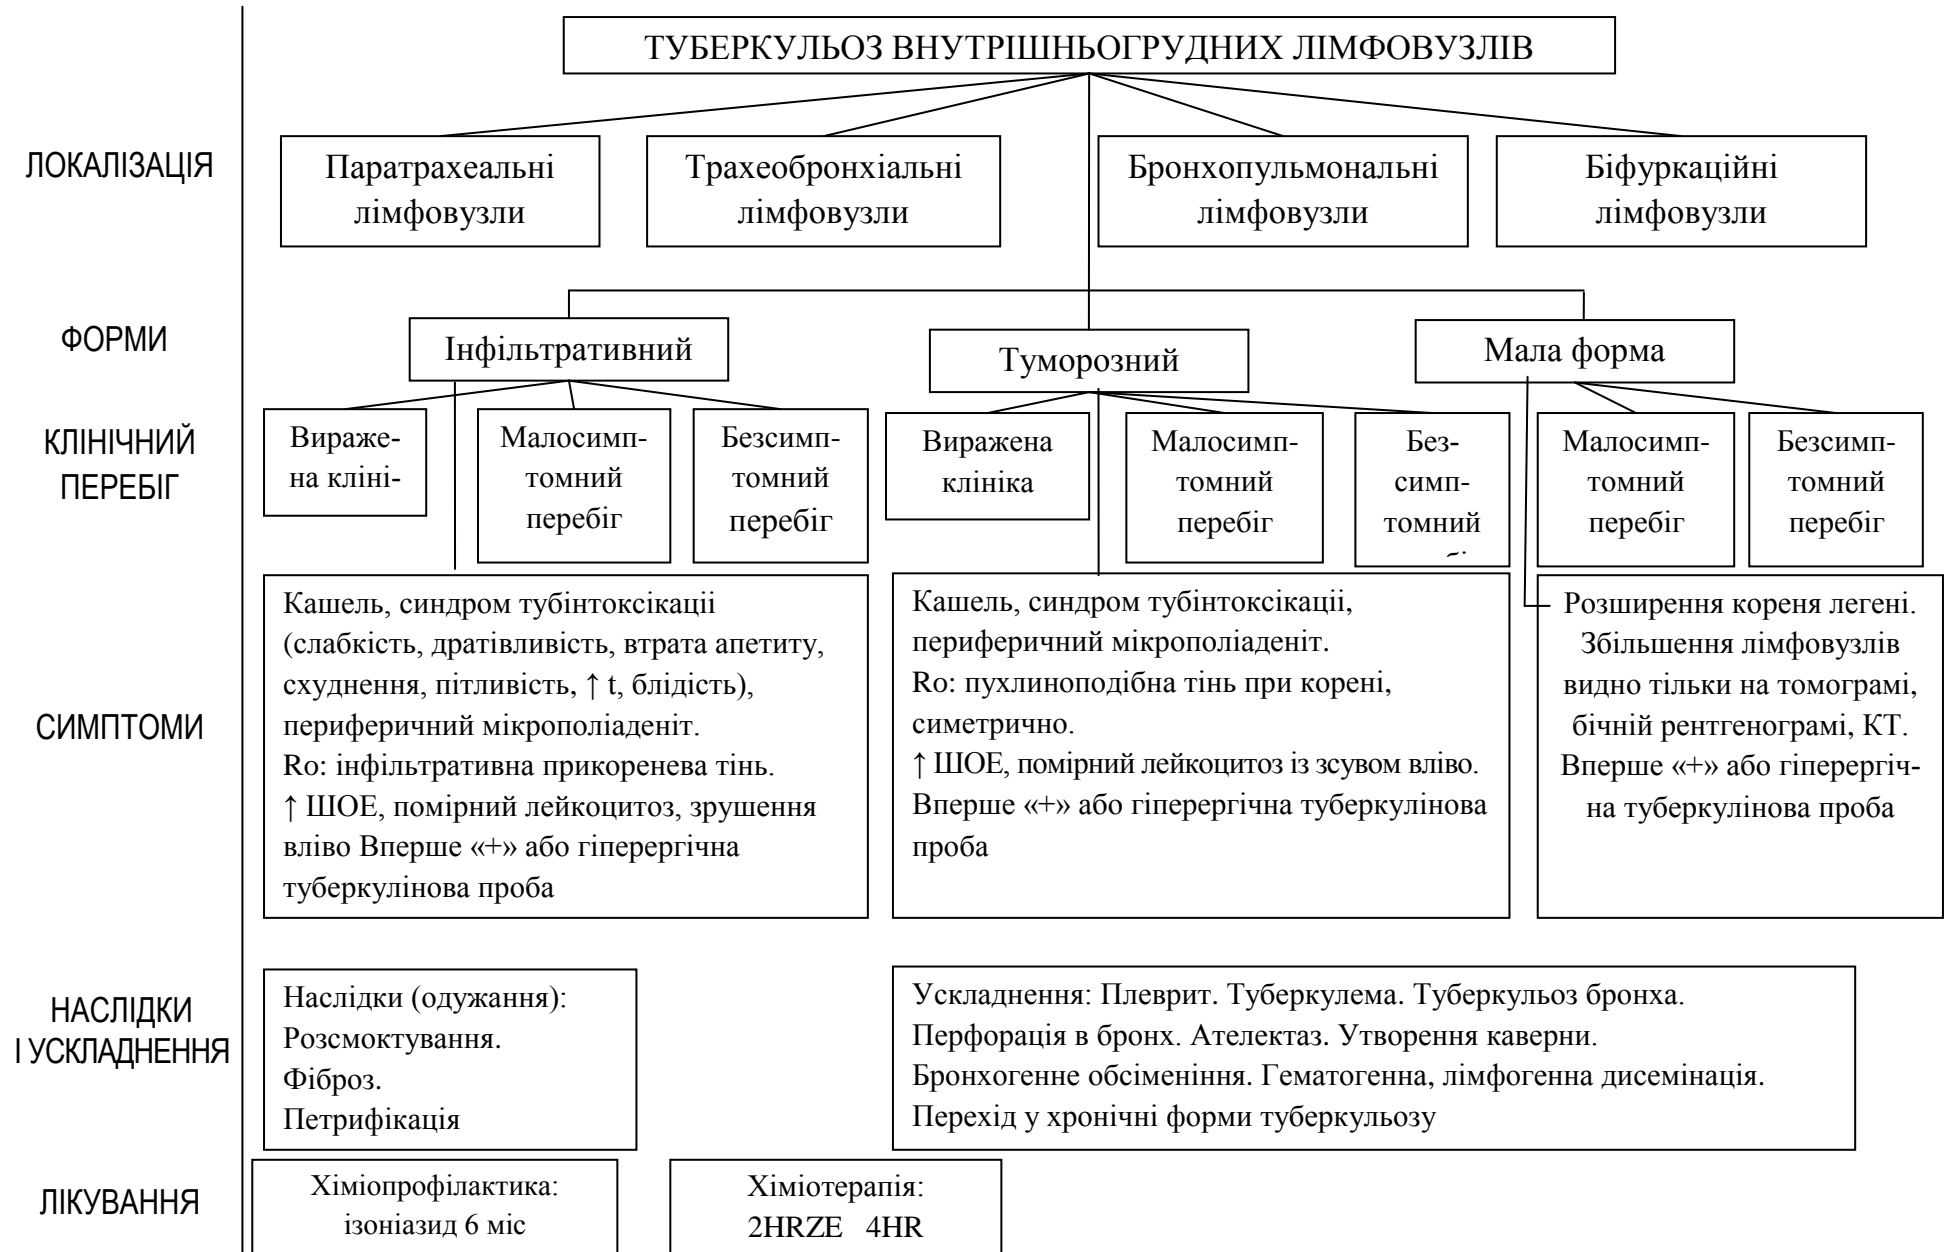 ТУБЕРКУЛЬОЗ ВНУТРІШНЬОГРУДНИХ ЛІМФОВУЗЛІВ
ЛОКАЛІЗАЦІЯ
Паратрахеальні
лімфовузли
Трахеобронхіальні
лімфовузли
Бронхопульмональні
лімфовузли
Біфуркаційні
лімфовузли
ФОРМИ
Інфільтративний
Туморозний
Мала форма
КЛІНІЧНИЙ
ПЕРЕБІГ
Вираже-
на кліні-
Малосимп-
томний
перебіг
Безсимп-
томний
перебіг
Виражена
клініка
Малосимп-
томний
перебіг
Без-
симп-
томний
Малосимп-
томний
перебіг
Безсимп-
томний
перебіг
СИМПТОМИ
Кашель, синдром тубінтоксікаціі
(слабкість, дратівливість, втрата апетиту,
схуднення, пітливість, ↑ t, блідість),
периферичний мікрополіаденіт.
Ro: інфільтративна прикоренева тінь.
↑ ШОЕ, помірний лейкоцитоз, зрушення
вліво Вперше «+» або гіперергічна
туберкулінова проба
Кашель, синдром тубінтоксікаціі,
периферичний мікрополіаденіт.
Ro: пухлиноподібна тінь при корені,
симетрично.
↑ ШОЕ, помірний лейкоцитоз із зсувом вліво.
Вперше «+» або гіперергічна туберкулінова
проба
Розширення кореня легені.
Збільшення лімфовузлів
видно тільки на томограмі,
бічній рентгенограмі, КТ.
Вперше «+» або гіперергіч-
на туберкулінова проба
НАСЛІДКИ
І УСКЛАДНЕННЯ
Наслідки (одужання):
Розсмоктування.
Фіброз.
Петрифікація
Ускладнення: Плеврит. Туберкулема. Туберкульоз бронха.
Перфорація в бронх. Ателектаз. Утворення каверни.
Бронхогенне обсіменіння. Гематогенна, лімфогенна дисемінація.
Перехід у хронічні форми туберкульозу
ЛІКУВАННЯ
Хіміопрофілактика:
ізоніазид 6 міс
Хіміотерапія:
2HRZE 4HR